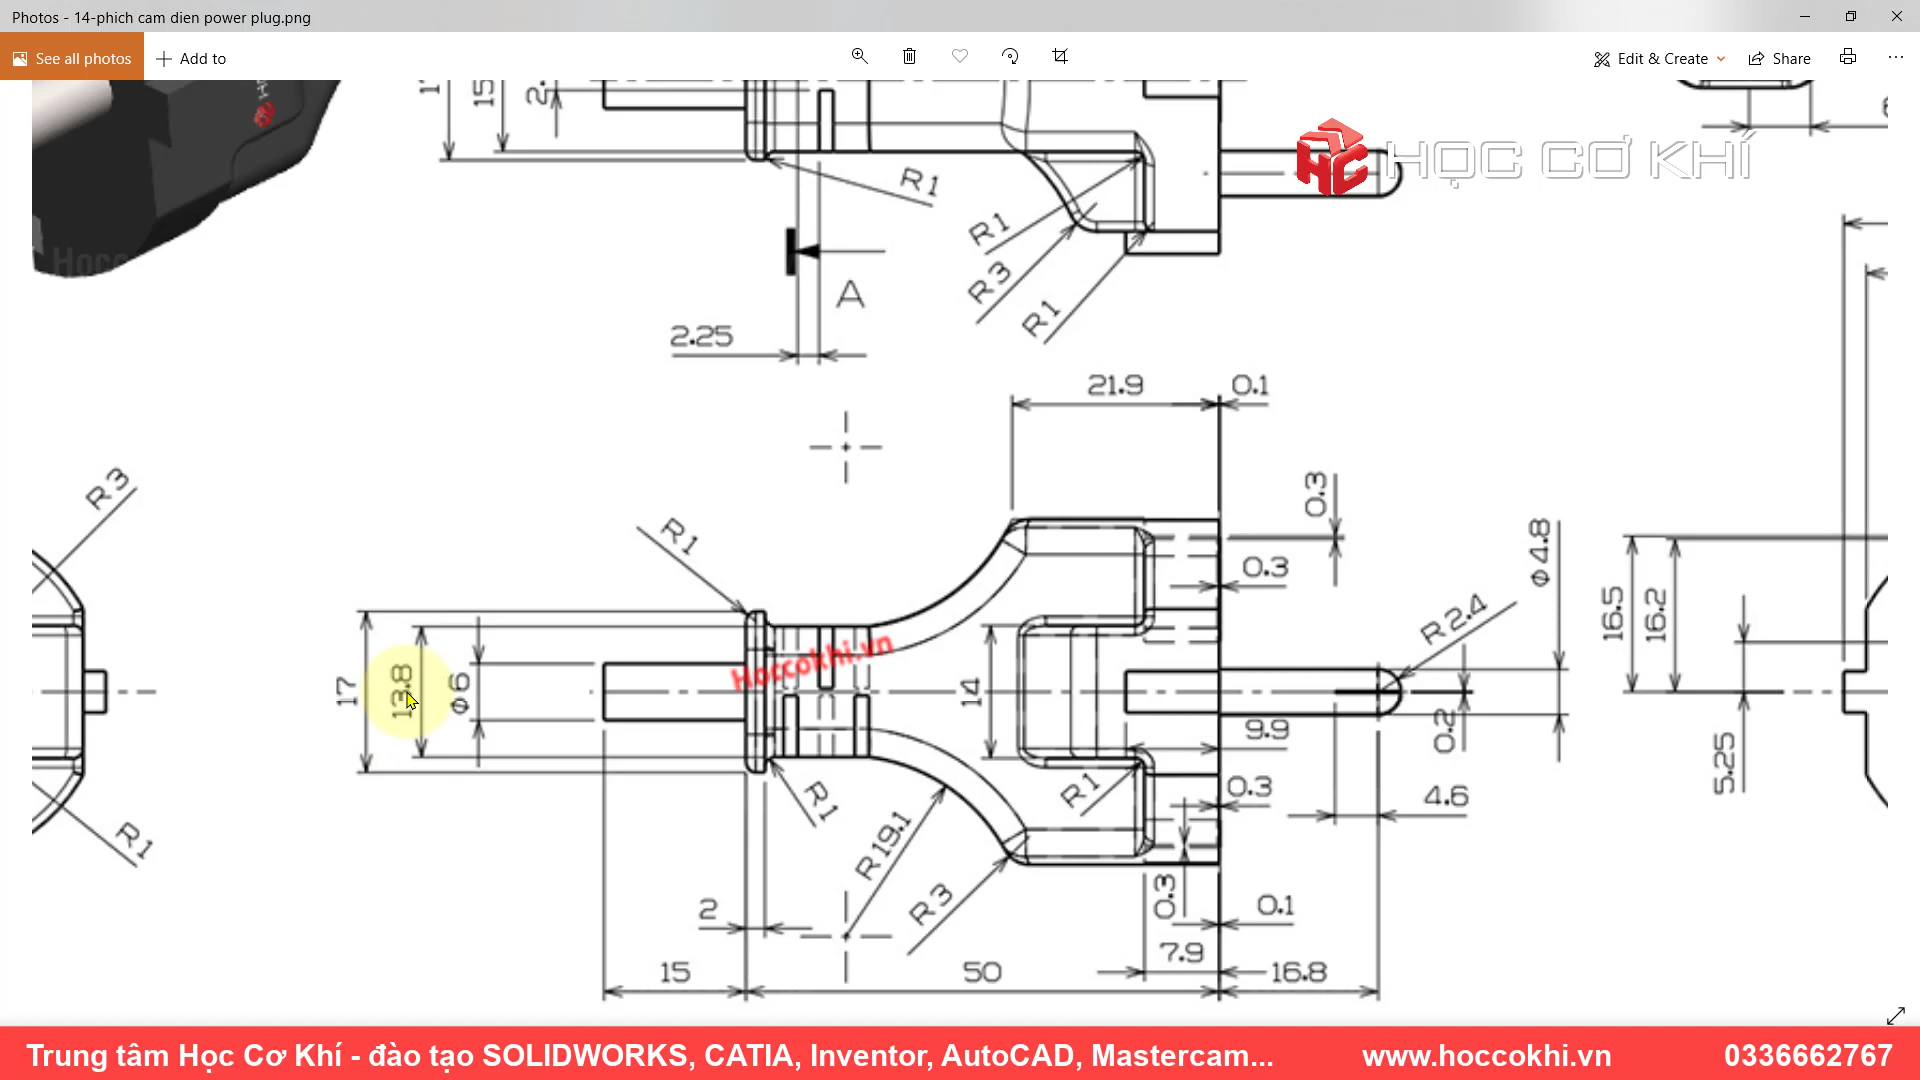 Photos - 14-phich cam dien power plug.png
See all photos
Add to
Edit & Create
Share
HỌC CƠ KHÍ
15
2.
R1
R1
R3
R1
A
2.25
21.9
0.1
R3
R1
0.3
0.3
Φ4.8
R2.4
16.5
16.2
17
13.8
Φ6
Hoccokhi.vn
14
9.9
0.2
5.25
R1
R1
R19.1
R1
0.3
4.6
R3
0.3
0.1
2
7.9
15
50
16.8
Trung tâm Học Cơ Khí - đào tạo SOLIDWORKS, CATIA, Inventor, AutoCAD, Mastercam...
www.hoccokhi.vn
0336662767